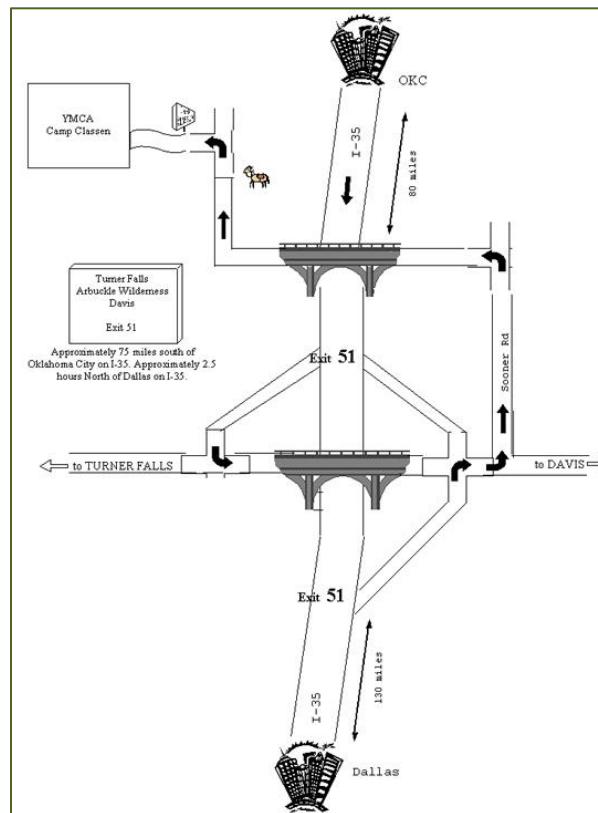 OKC
YMCA
Camp Classen
I-35
80 miles
Turner Falls
Arbuckle Wilderness
Davis
Exit 51
Approximately 75 miles south of
Oklahoma City on I-35. Approximately 2.5
hours North of Dallas on I-35.
Exit 51
Sooner Rd
to TURNER FALLS
to DAVIS
Exit 51
130 miles
I-35
Dallas